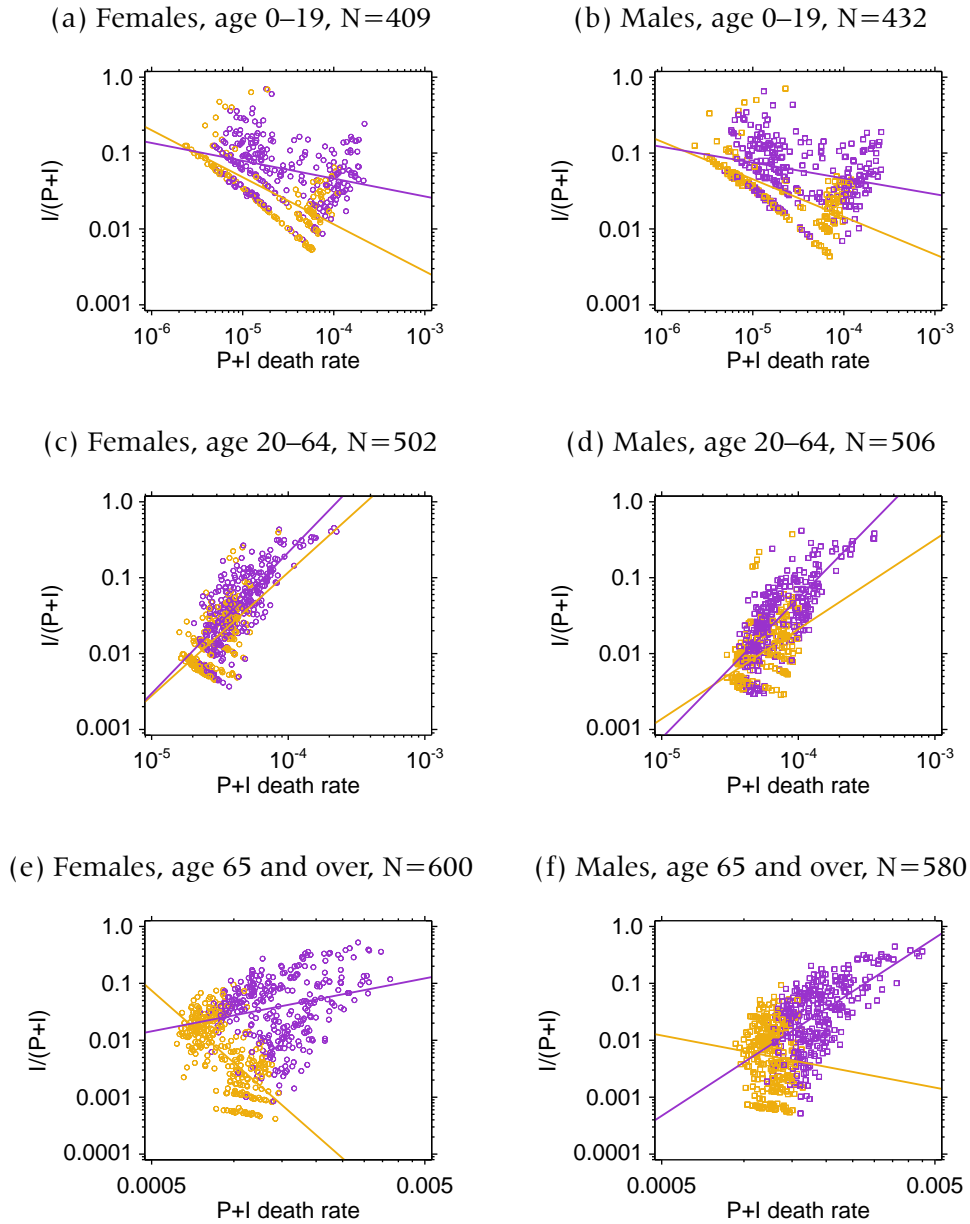 (a) Females, age 0–19, N=409
(b) Males, age 0–19, N=432
1.0
0.1
0.01
0.001
I/(P+I)
10^-6 10^-5 10^-4 10^-3
P+I death rate
1.0
0.1
0.01
0.001
I/(P+I)
10^-6 10^-5 10^-4 10^-3
P+I death rate
(c) Females, age 20–64, N=502
(d) Males, age 20–64, N=506
1.0
0.1
0.01
0.001
I/(P+I)
10^-5 10^-4 10^-3
P+I death rate
1.0
0.1
0.01
0.001
I/(P+I)
10^-5 10^-4 10^-3
P+I death rate
(e) Females, age 65 and over, N=600
(f) Males, age 65 and over, N=580
1.0
0.1
0.01
0.001
0.0001
I/(P+I)
0.0005 0.005
P+I death rate
1.0
0.1
0.01
0.001
0.0001
I/(P+I)
0.0005 0.005
P+I death rate